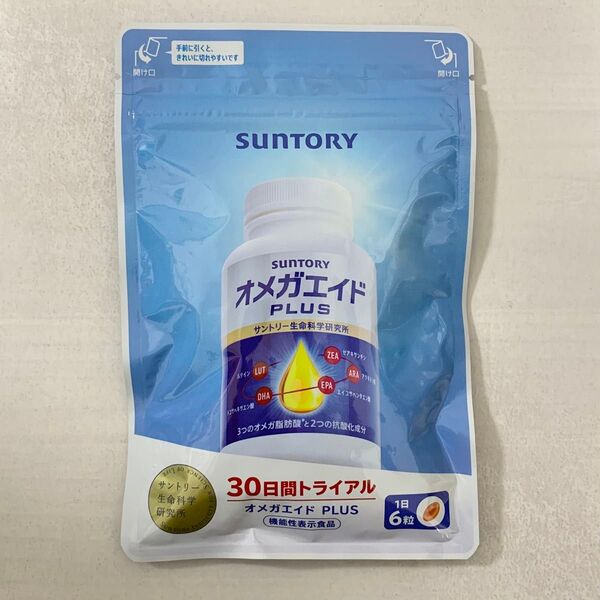 手前に引くと、
きれいに切れやすいです
開け口
開け口
SUNTORY
SUNTORY
オメガエイド
PLUS
サントリー生命科学研究所
ZEA ゼアキサンチン
ルテイン LUT
ARA
DHA
EPA
エイコサペンタエン酸
3つのオメガ脂肪酸*と2つの抗酸化成分
30日間トライアル
オメガエイド PLUS
機能性表示食品
サントリー
生命科学
研究所
1日
6粒